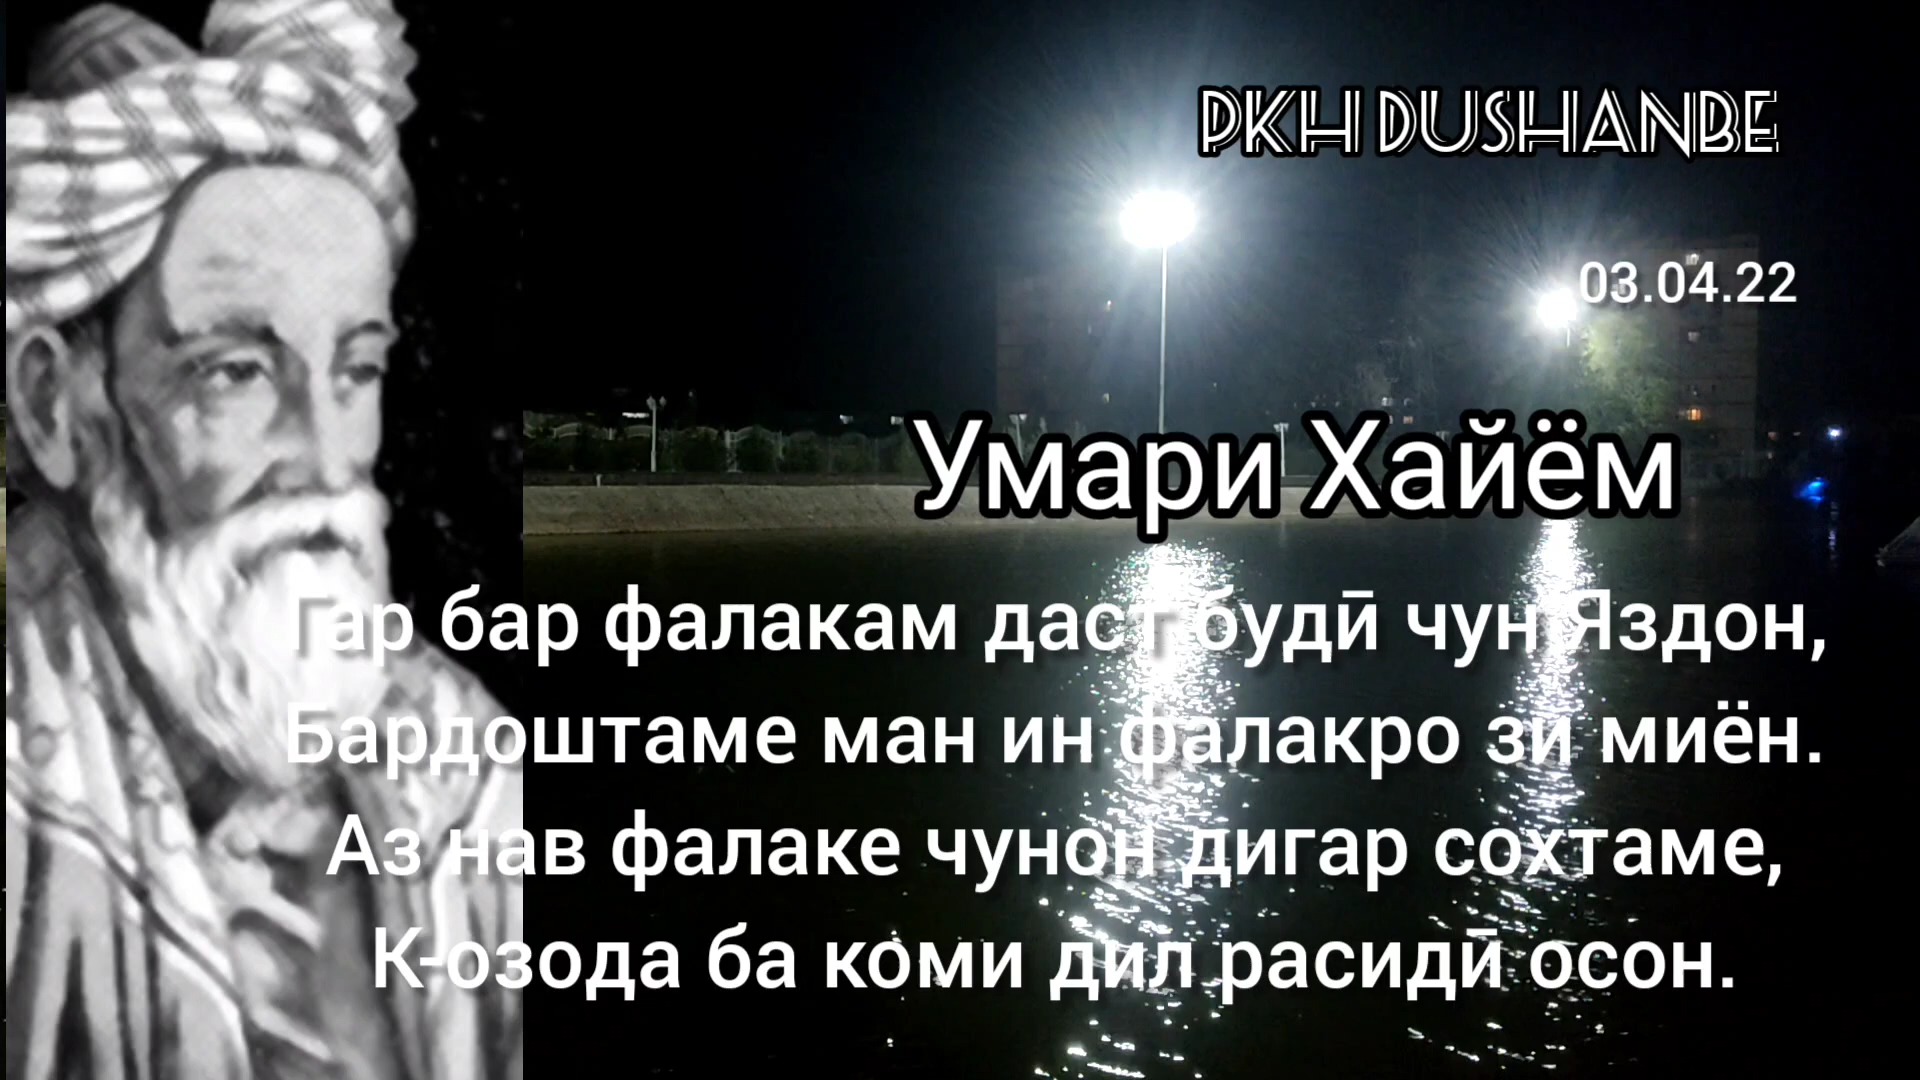 PKH DUSHANBE
03.04.22
Умари Хайём
Гар бар фалакам даст будӣ чун Яздон,
Бардоштаме ман ин фалакро зи миён.
Аз нав фалаке чунон дигар сохтаме,
К-озода ба коми дил расидӣ осон.